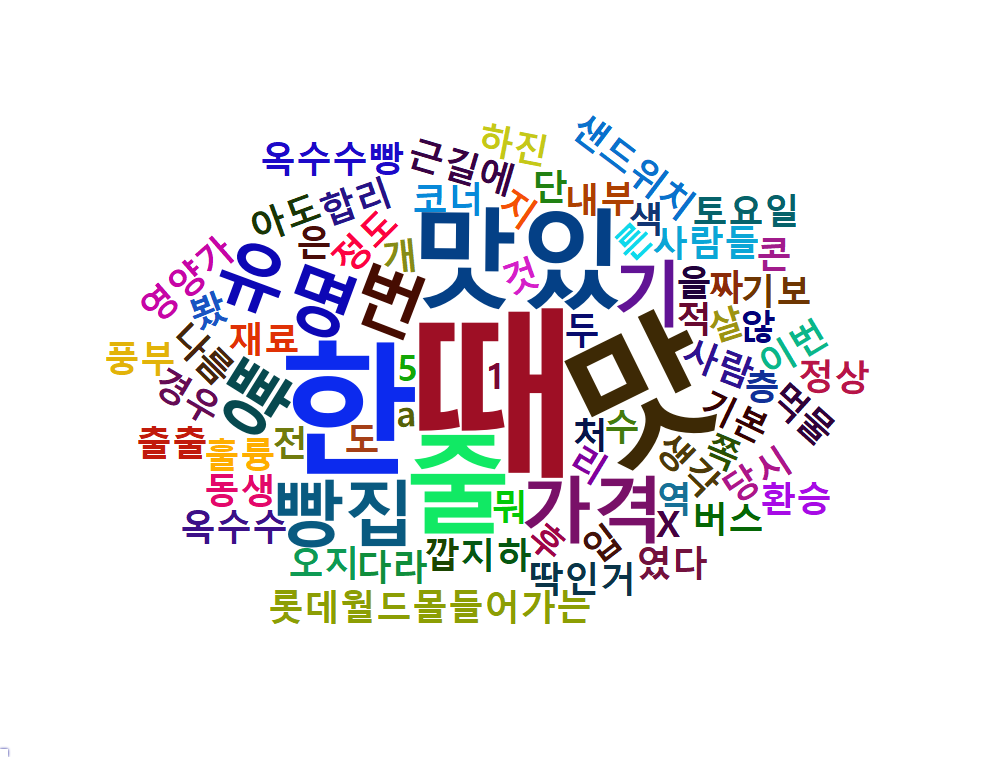 샌드위치
하진
근길에
옥수수빵
코너
단
내부
색
토요일
합리
아도
지
른
사람들
콘
정도
은
개
맛있
것
기
을
짜
기보
영양가
봤
유명
번
적
살
않
이번
재료
나름
두
사람
층
정상
풍부
경우
빵
한
5
a
때
1
맛
먹물
기본
쪽
출출
훌륭
전
도
줄
처
수
리
생각
당시
환승
동생
빵집
뭐
가격
역
X
버스
옥수수
후
입
오지
다라
깝지하
딱인거
였다
롯데월드몰들어가는